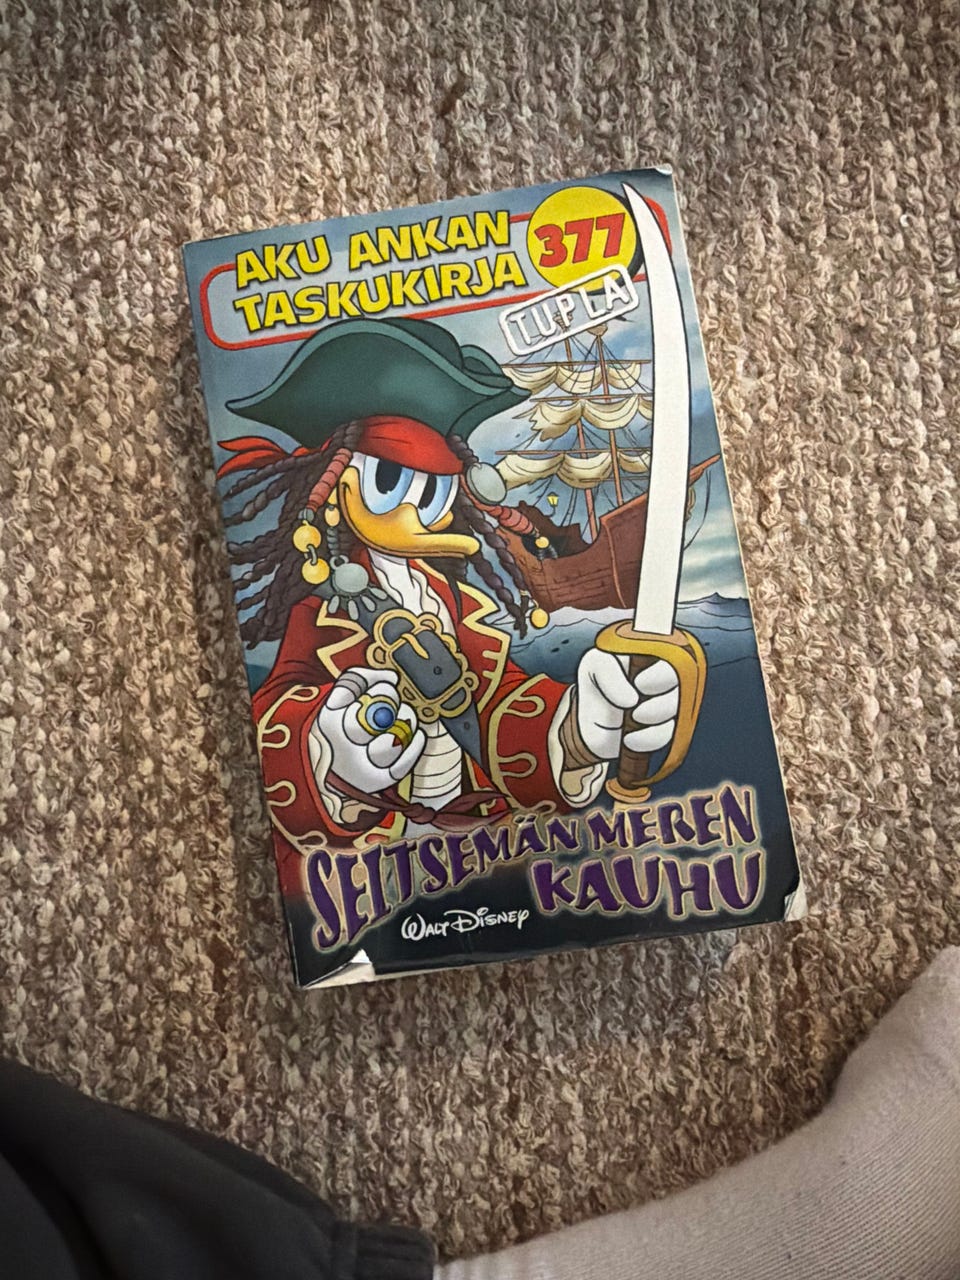 AKU ANKAN
TASKUKIRJA
377
TUPLA
SEITSEMÄN MEREN
KAUHU
WALT DISNEY